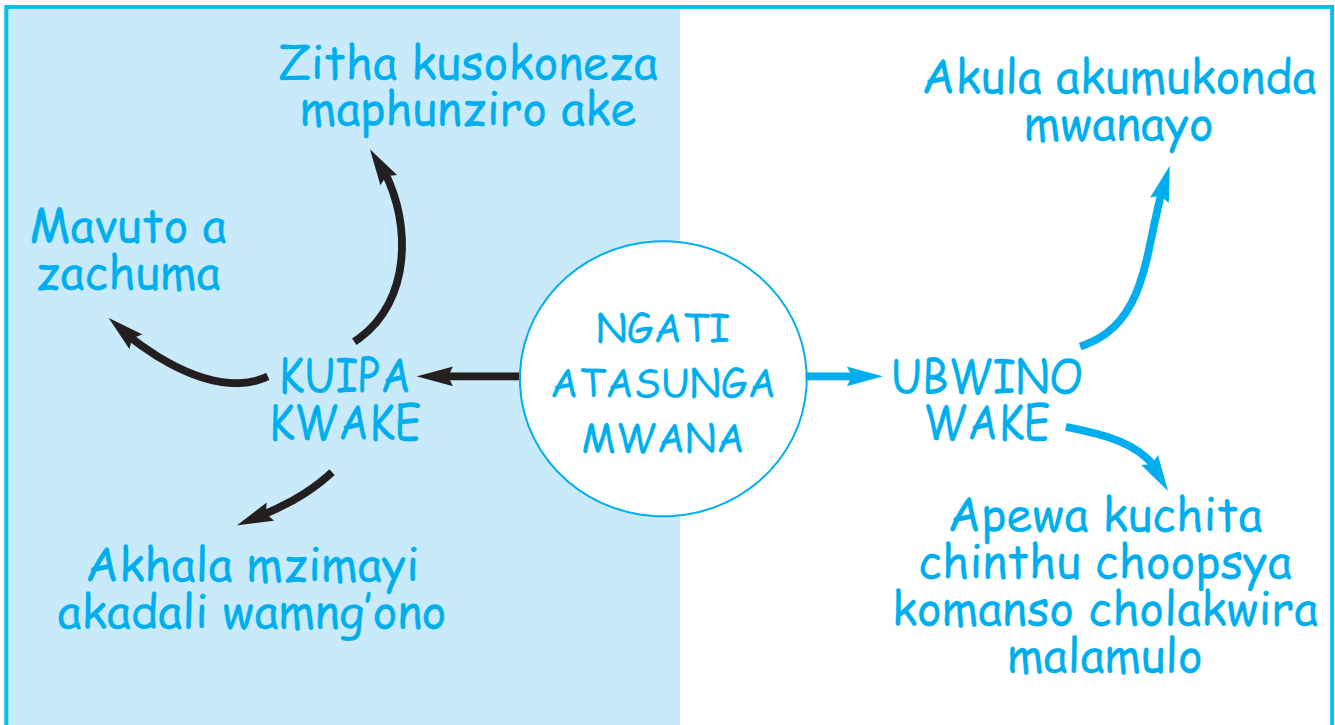 Zitha kusokoneza
maphunziro ake
Mavuto a
zachuma
KUIPA
KWAKE
Akhala mzimayi
akadali wamng'ono
NGATI
ATASUNGA
MWANA
UBWINO
WAKE
Akula akumukonda
mwanayo
Apewa kuchita
chinthu choopsya
komanso cholakwira
malamulo